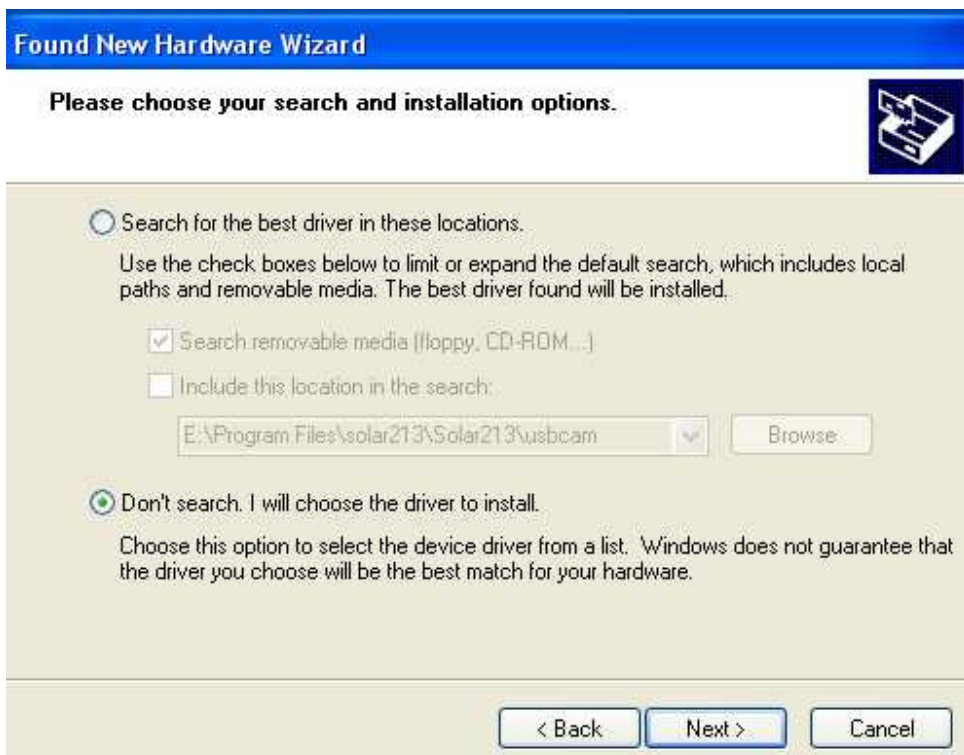 Found New Hardware Wizard
Please choose your search and installation options.
Search for the best driver in these locations.
Use the check boxes below to limit or expand the default search, which includes local
paths and removable media. The best driver found will be installed.
Search removable media (floppy, CD-ROM...)
Include this location in the search:
E:\Program Files\solar213\Solar213\usbcam
Browse
Don't search. I will choose the driver to install.
Choose this option to select the device driver from a list. Windows does not guarantee that
the driver you choose will be the best match for your hardware.
< Back Next > Cancel